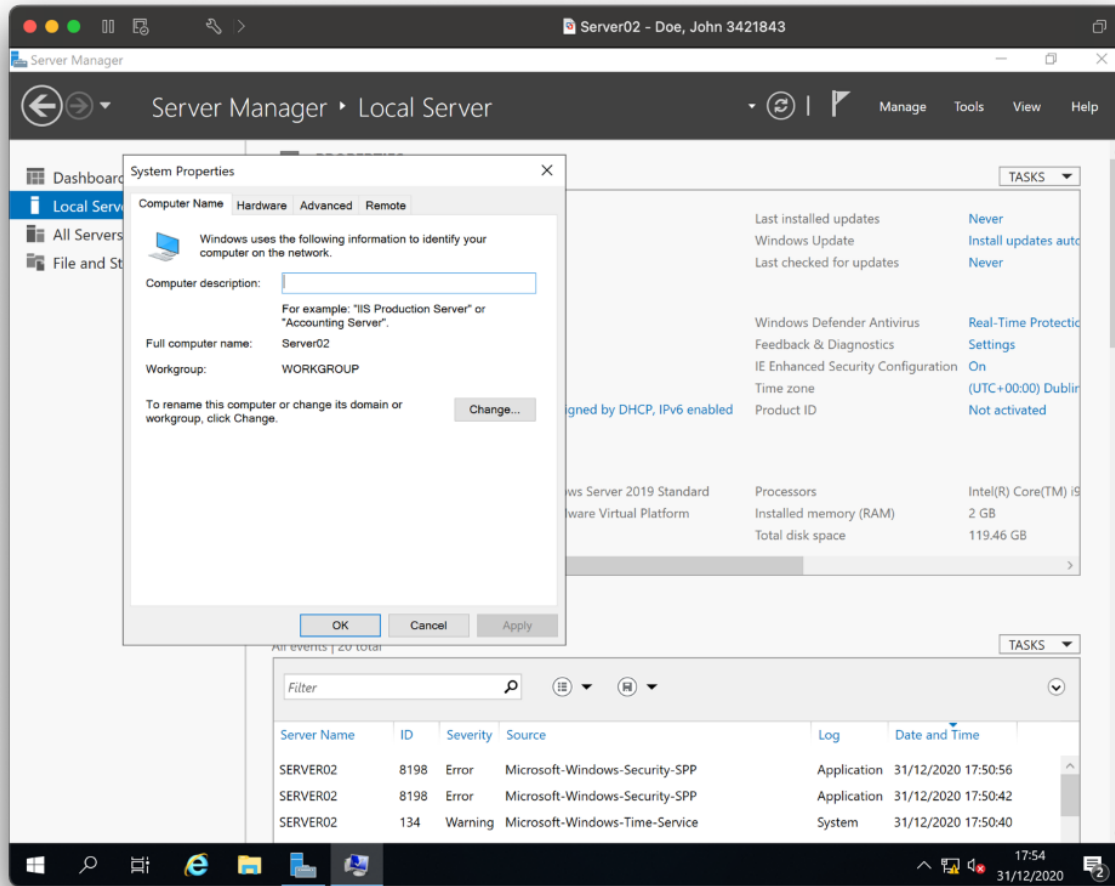 Server02 - Doe, John 3421843
Server Manager
Server Manager • Local Server
Manage Tools View Help
Dashboard
Local Serv
All Servers
File and St
System Properties
Computer Name Hardware Advanced Remote
Windows uses the following information to identify your
computer on the network.
Computer description:
For example: "IIS Production Server" or
"Accounting Server".
Full computer name: Server02
Workgroup: WORKGROUP
To rename this computer or change its domain or
workgroup, click Change.
Change...
OK Cancel Apply
TASKS
Last installed updates Never
Windows Update Install updates auto
Last checked for updates Never
Windows Defender Antivirus Real-Time Protectic
Feedback & Diagnostics Settings
IE Enhanced Security Configuration On
Time zone (UTC+00:00) Dublir
igned by DHCP, IPv6 enabled Product ID Not activated
ows Server 2019 Standard Processors Intel(R) Core(TM) i9
ware Virtual Platform Installed memory (RAM) 2 GB
Total disk space 119.46 GB
All events | 20 total
TASKS
Filter
Server Name ID Severity Source Log Date and Time
SERVER02 8198 Error Microsoft-Windows-Security-SPP Application 31/12/2020 17:50:56
SERVER02 8198 Error Microsoft-Windows-Security-SPP Application 31/12/2020 17:50:42
SERVER02 134 Warning Microsoft-Windows-Time-Service System 31/12/2020 17:50:40
17:54
31/12/2020
2